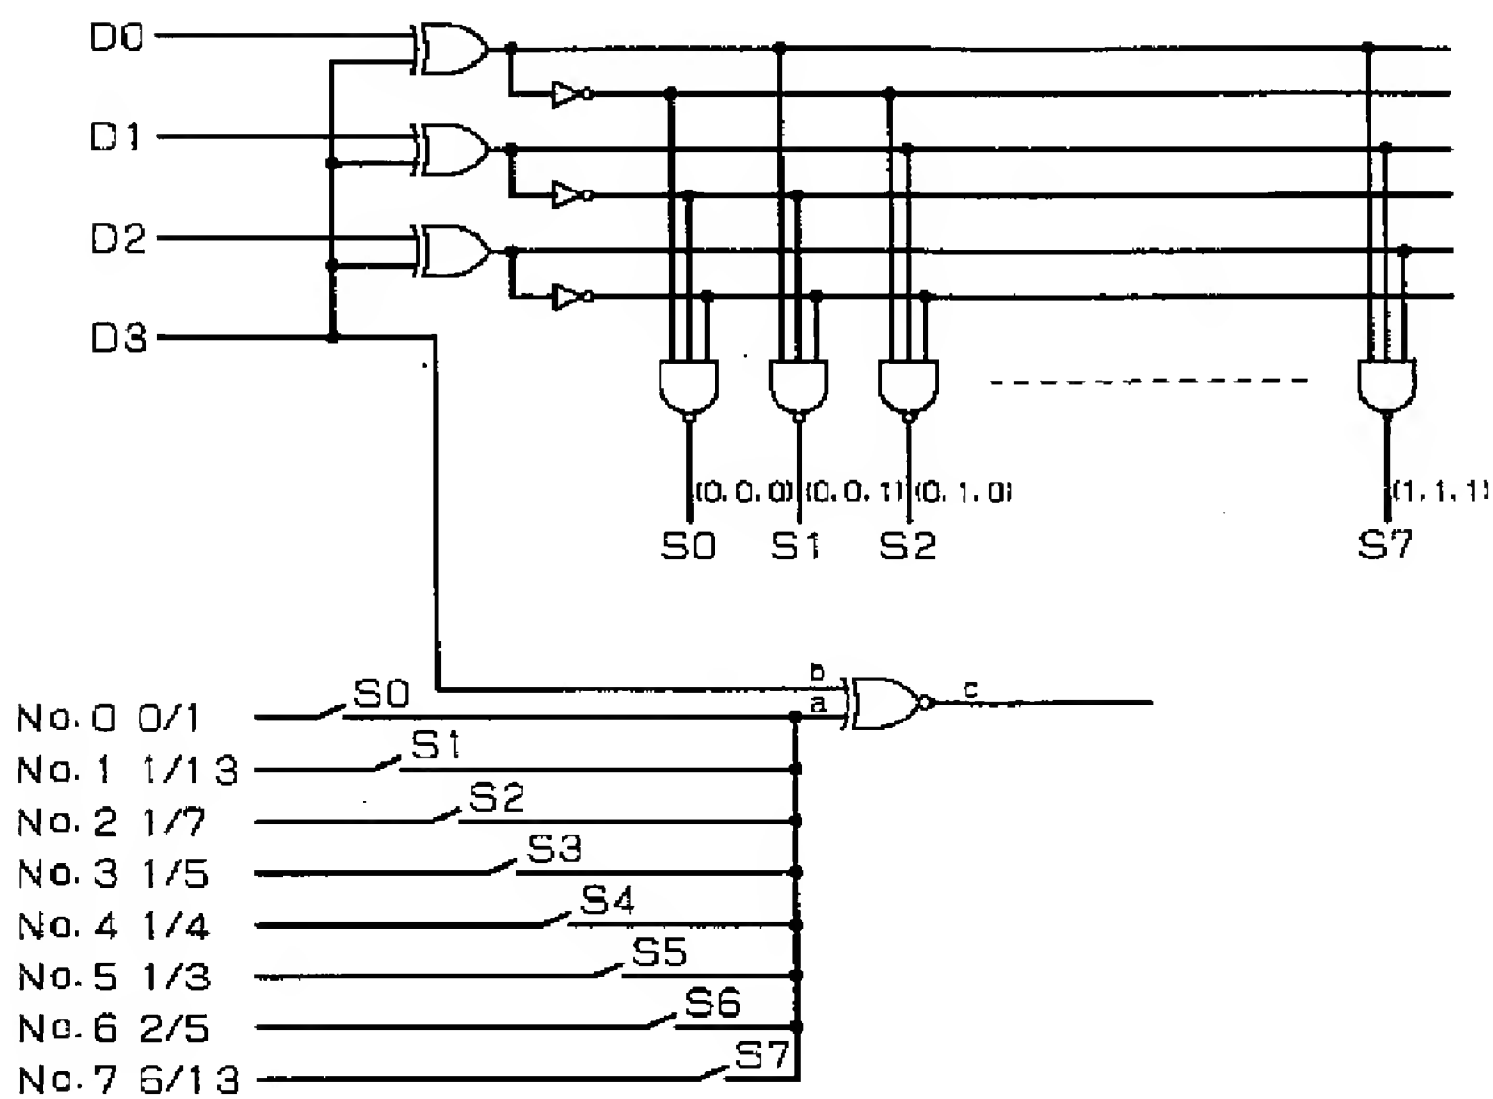 D0
D1
D2
D3
(0, 0, 0) (0, 0, 1) (0, 1, 0) (1, 1, 1)
S0 S1 S2 S7
b
a
c
No. 0 0/1 S0
No. 1 1/13 S1
No. 2 1/7 S2
No. 3 1/5 S3
No. 4 1/4 S4
No. 5 1/3 S5
No. 6 2/5 S6
No. 7 6/13 S7